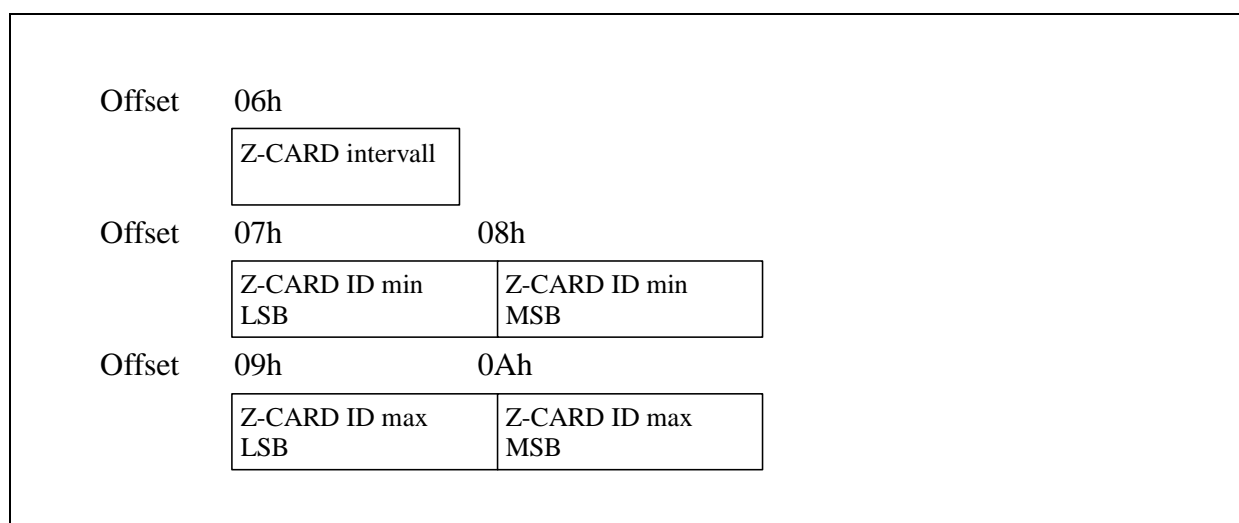 Offset 06h
Z-CARD intervall
Offset 07h 08h
Z-CARD ID min Z-CARD ID min
LSB MSB
Offset 09h 0Ah
Z-CARD ID max Z-CARD ID max
LSB MSB